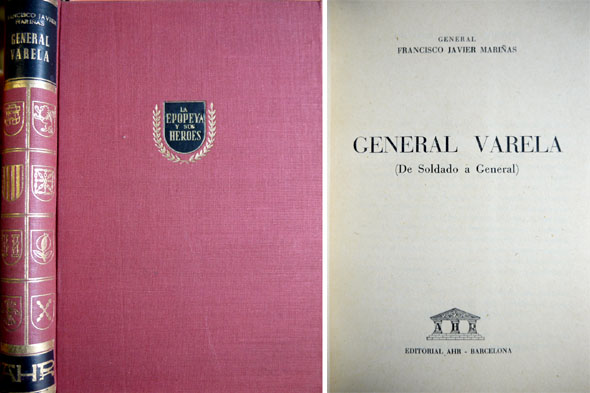 FRANCISCO JAVIER
MARIÑAS
GENERAL
VARELA
AHR
LA
EPOPEYA
Y SUS
HEROES
GENERAL
FRANCISCO JAVIER MARIÑAS
GENERAL VARELA
(De Soldado a General)
A H R
EDITORIAL AHR - BARCELONA